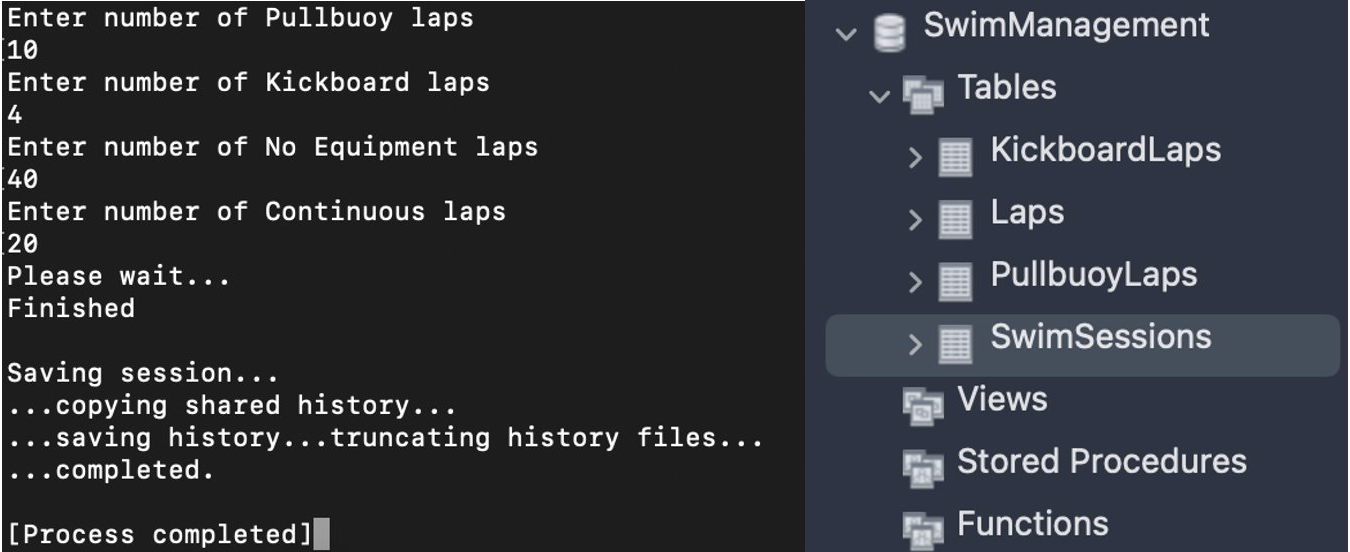 Enter number of Pullbuoy laps
10
Enter number of Kickboard laps
4
Enter number of No Equipment laps
40
Enter number of Continuous laps
20
Please wait...
Finished
Saving session...
...copying shared history...
...saving history...truncating history files...
...completed.
[Process completed]
SwimManagement
Tables
KickboardLaps
Laps
PullbuoyLaps
SwimSessions
Views
Stored Procedures
Functions